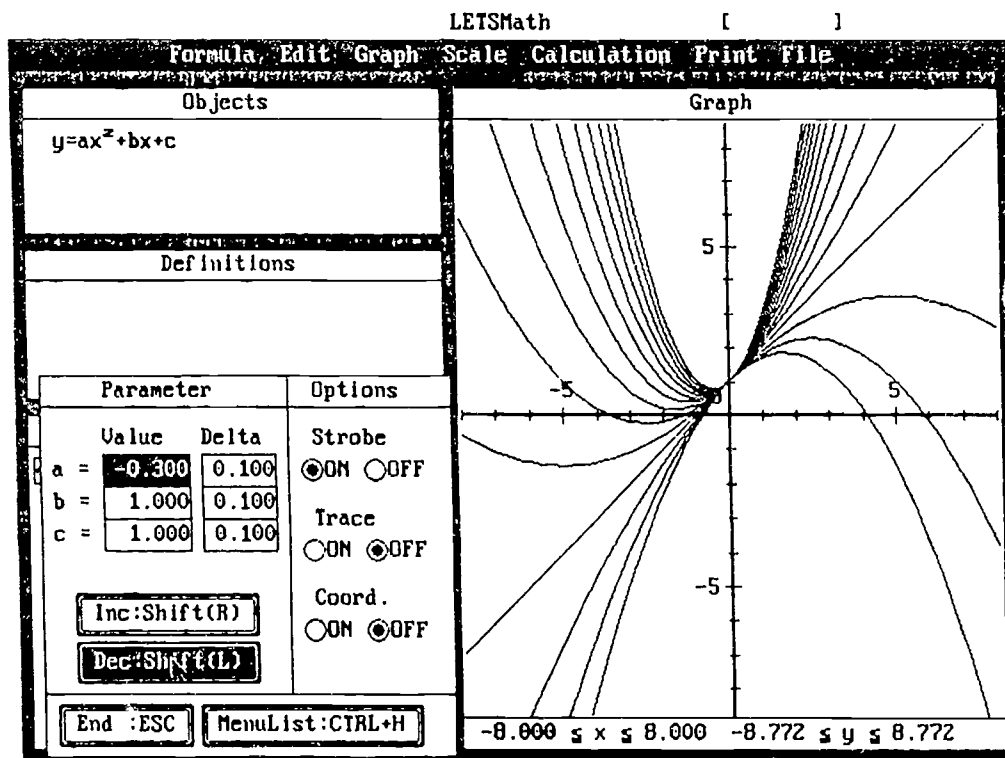 LETSMath [ ]
Formula Edit Graph Scale Calculation Print File
Objects
y=ax²+bx+c
Definitions
Parameter
Value Delta
a = -0.300 0.100
b = 1.000 0.100
c = 1.000 0.100
Inc:Shift(R)
Dec:Shift(L)
Options
Strobe
ON OFF
Trace
ON OFF
Coord.
ON OFF
End :ESC MenuList:CTRL+H
Graph
5
-5 0 5
-5
-8.000 ≦ x ≦ 8.000 -8.772 ≦ y ≦ 8.772